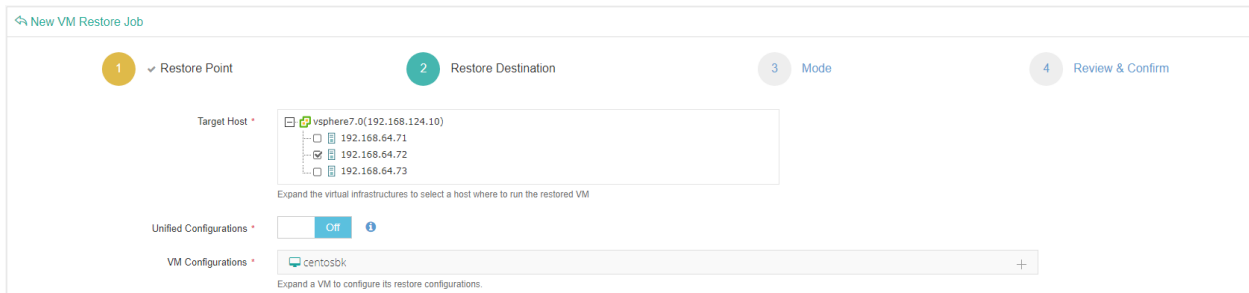 New VM Restore Job
1 Restore Point 2 Restore Destination 3 Mode 4 Review & Confirm
Target Host * vsphere7.0(192.168.124.10)
192.168.64.71
192.168.64.72
192.168.64.73
Expand the virtual infrastructures to select a host where to run the restored VM
Unified Configurations * Off
VM Configurations * centosbk
Expand a VM to configure its restore configurations.